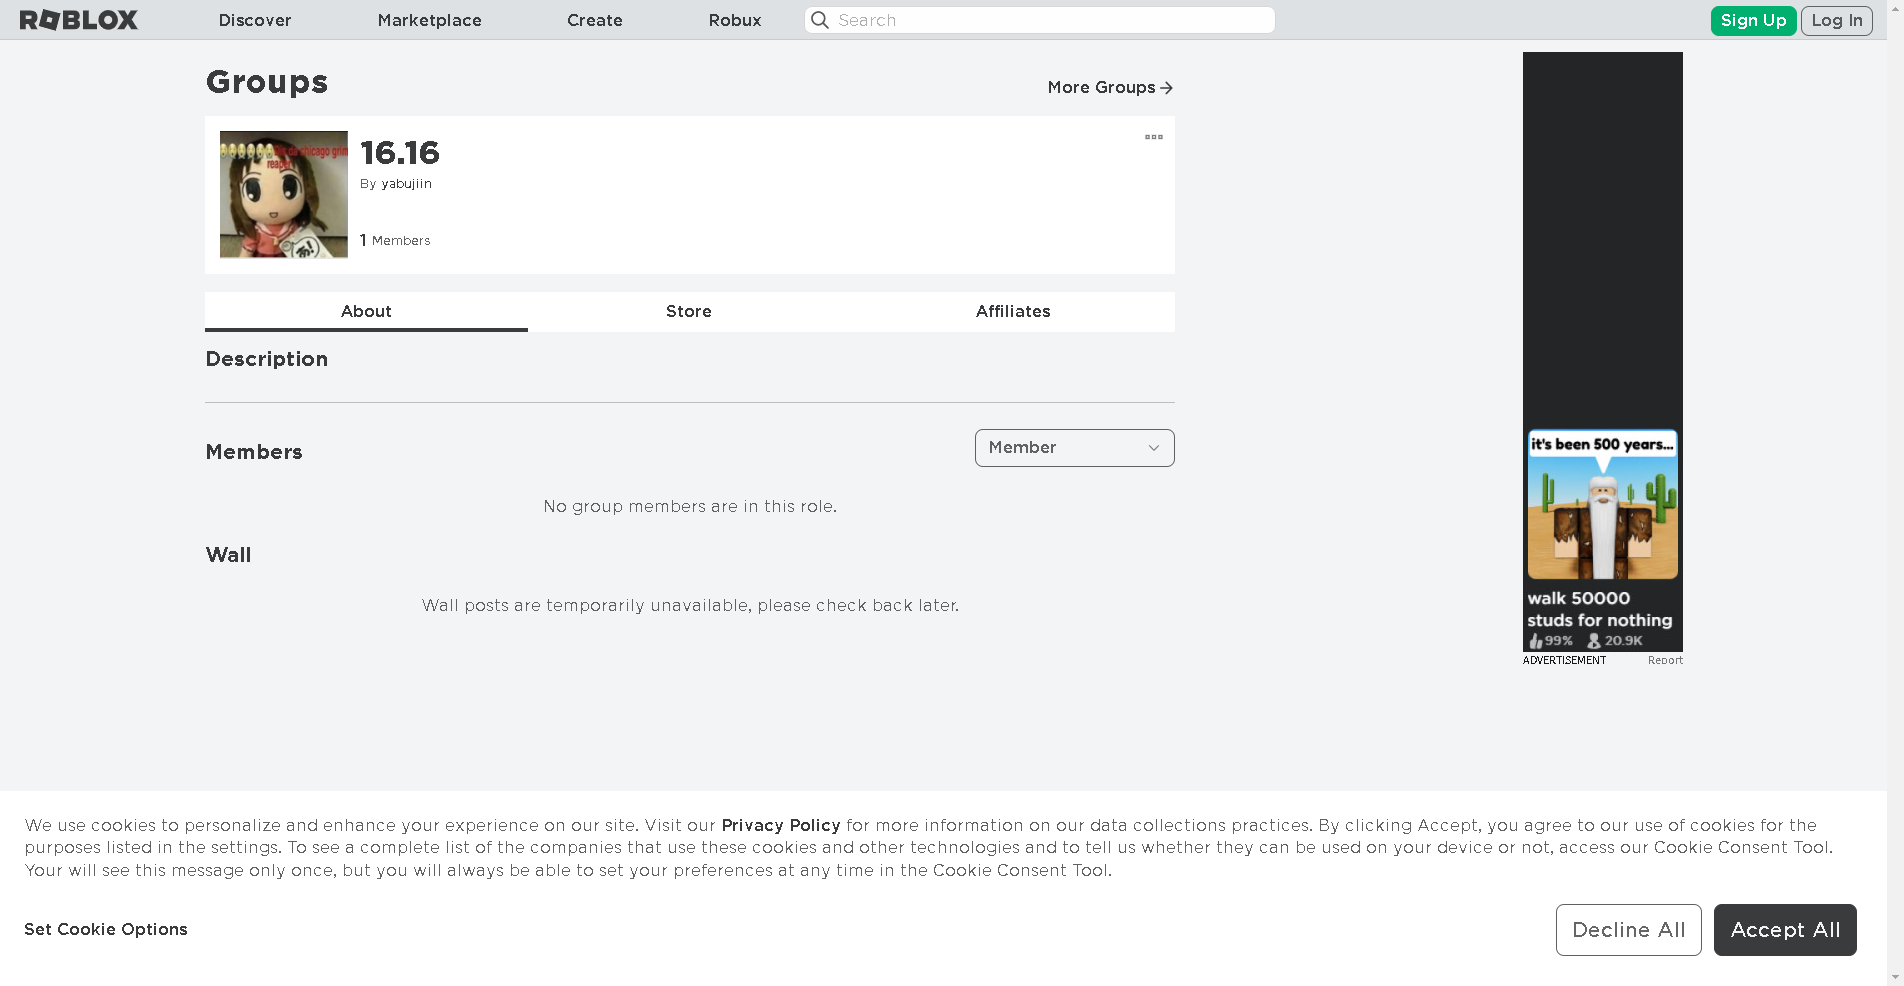 ROBLOX
Discover
Marketplace
Create
Robux
Search
Sign Up
Log In
Groups
More Groups
chicago grim
reaper
16.16
By yabujiin
1 Members
About
Store
Affiliates
Description
Members
Member
No group members are in this role.
Wall
Wall posts are temporarily unavailable, please check back later.
it's been 500 years...
walk 50000
studs for nothing
99% 20.9K
ADVERTISEMENT
Report
We use cookies to personalize and enhance your experience on our site. Visit our Privacy Policy for more information on our data collections practices. By clicking Accept, you agree to our use of cookies for the
purposes listed in the settings. To see a complete list of the companies that use these cookies and other technologies and to tell us whether they can be used on your device or not, access our Cookie Consent Tool.
Your will see this message only once, but you will always be able to set your preferences at any time in the Cookie Consent Tool.
Set Cookie Options
Decline All
Accept All